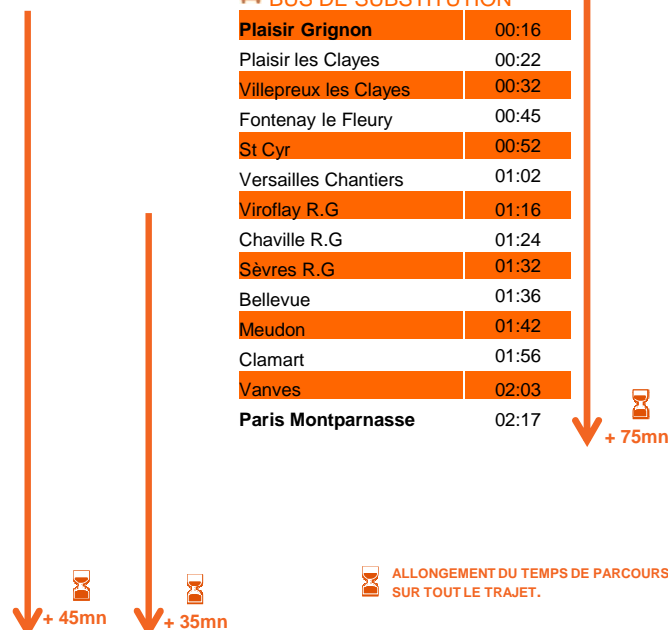 BUS DE SUBSTITUTION
Plaisir Grignon 00:16
Plaisir les Clayes 00:22
Villepreux les Clayes 00:32
Fontenay le Fleury 00:45
St Cyr 00:52
Versailles Chantiers 01:02
Viroflay R.G 01:16
Chaville R.G 01:24
Sèvres R.G 01:32
Bellevue 01:36
Meudon 01:42
Clamart 01:56
Vanves 02:03
Paris Montparnasse 02:17
+ 75mn
ALLONGEMENT DU TEMPS DE PARCOURS
SUR TOUT LE TRAJET.
+ 45mn
+ 35mn